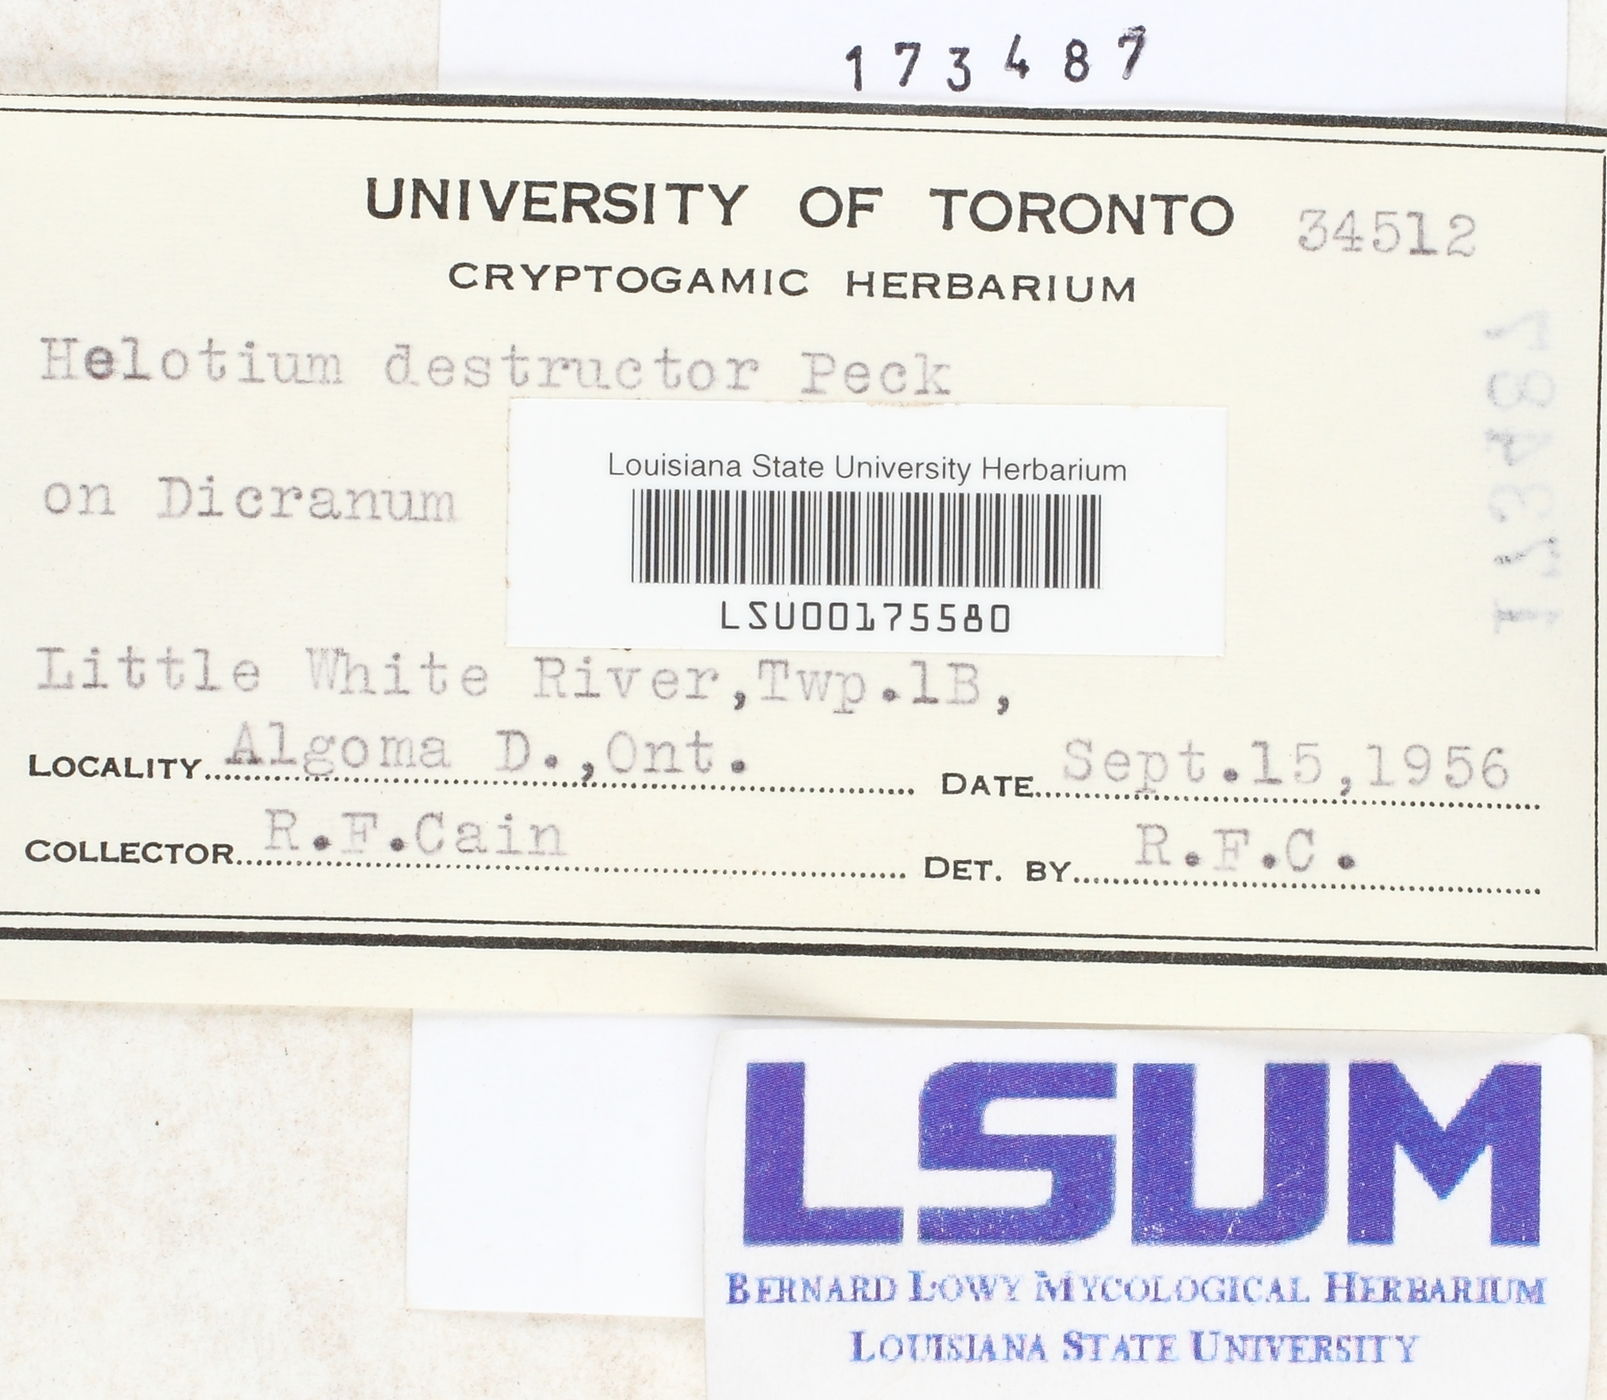 173487
UNIVERSITY OF TORONTO 34512
CRYPTOGAMIC HERBARIUM
Helotium destructor Peck
173487
on Dicranum
Louisiana State University Herbarium
LSU00175580
Little White River,Twp.1B,
LOCALITY Algoma D.,Ont. DATE Sept.15,1956
COLLECTOR R.F.Cain DET. BY R.F.C.
LSUM
BERNARD LOWY MYCOLOGICAL HERBARIUM
LOUISIANA STATE UNIVERSITY